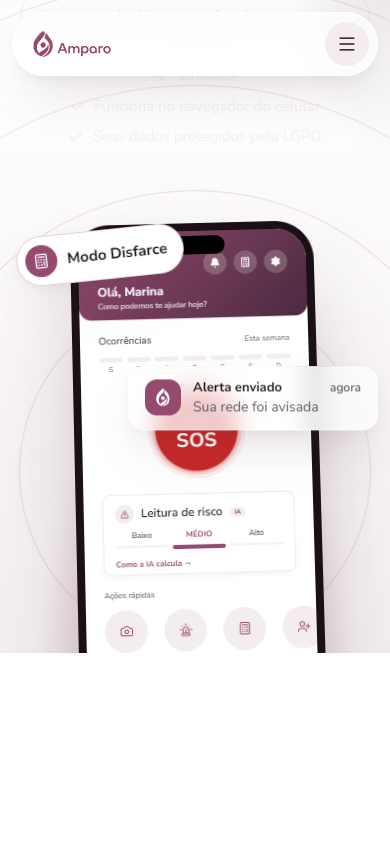 Amparo
Gratuito
Funciona no navegador do celular
Seus dados protegidos pela LGPD
Modo Disfarce
Olá, Marina
Como podemos te ajudar hoje?
Ocorrências
Esta semana
S
Alerta enviado
agora
Sua rede foi avisada
SOS
Leitura de risco
IA
Baixo
MÉDIO
Alto
Como a IA calcula →
Ações rápidas